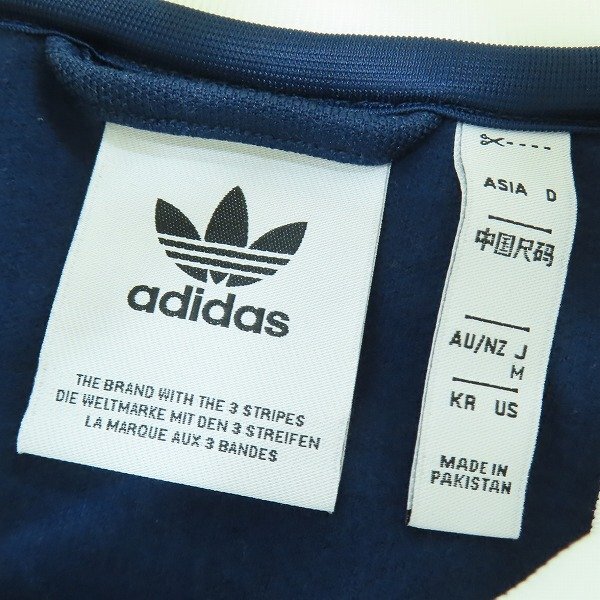 adidas
THE BRAND WITH THE 3 STRIPES
DIE WELTMARKE MIT DEN 3 STREIFEN
LA MARQUE AUX 3 BANDES
ASIA D
中国尺码
AU/NZ J
M
KR US
MADE IN
PAKISTAN